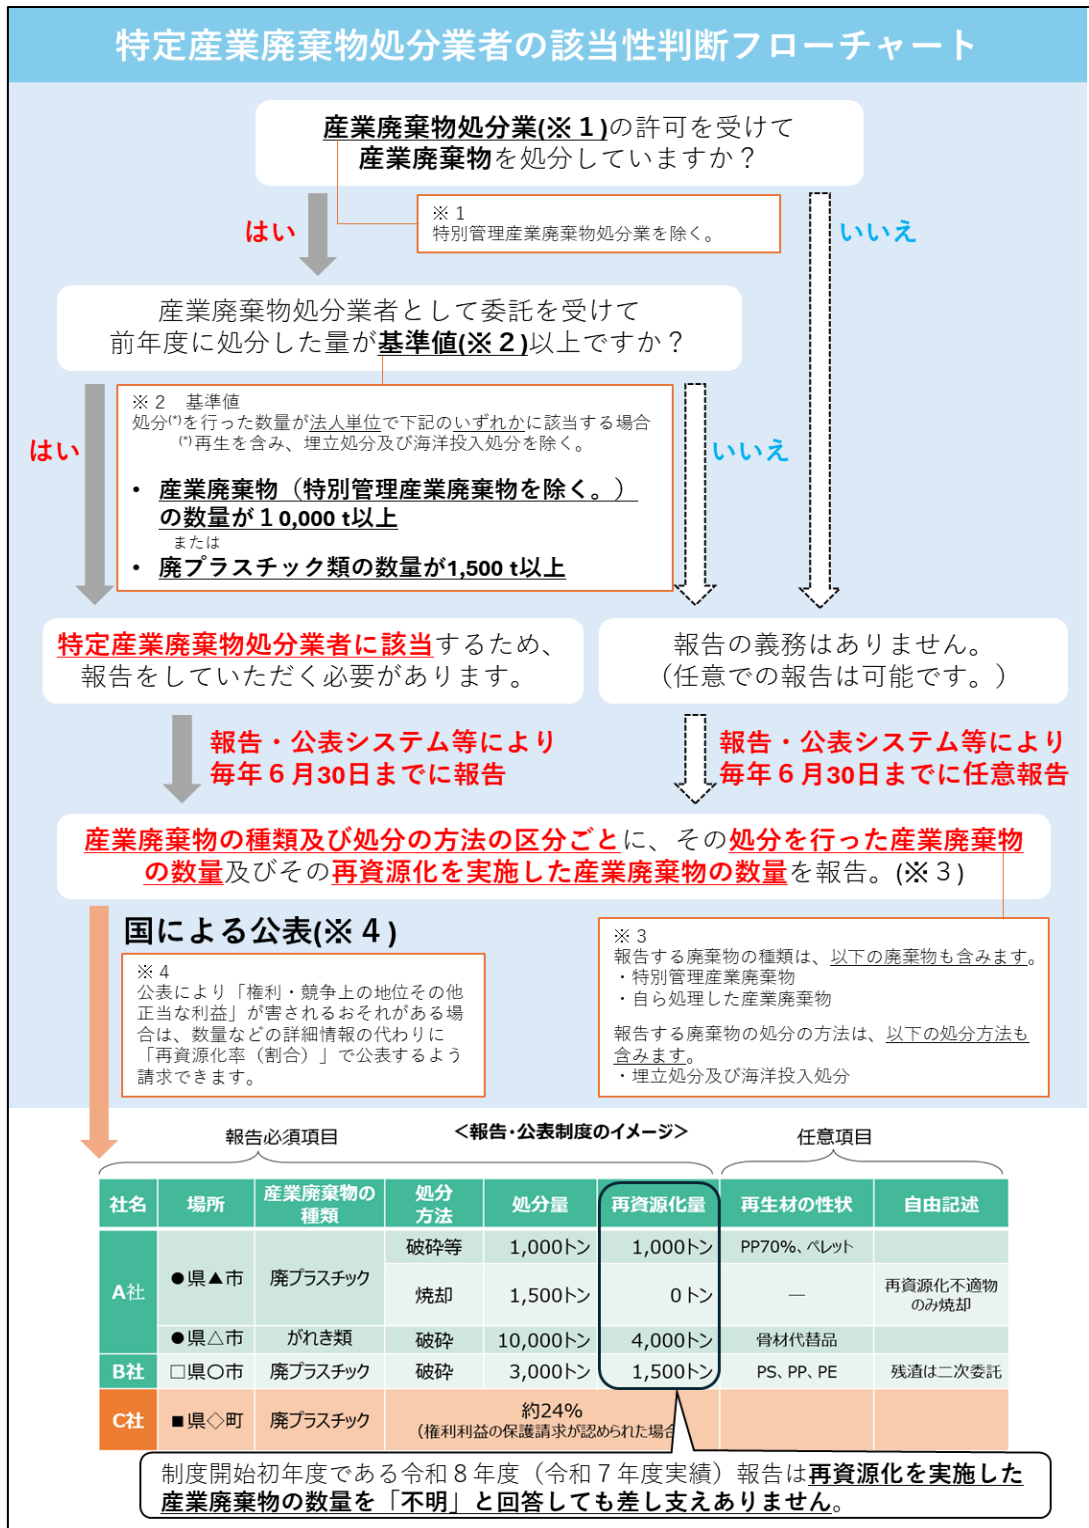 特定産業廃棄物処分業者の該当性判断フローチャート
産業廃棄物処分業(※１)の許可を受けて
産業廃棄物を処分していますか？
はい
※１
特別管理産業廃棄物処分業を除く。
いいえ
産業廃棄物処分業者として委託を受けて
前年度に処分した量が基準値(※２)以上ですか？
はい
※２　基準値
処分(*)を行った数量が法人単位で下記のいずれかに該当する場合
(*)再生を含み、埋立処分及び海洋投入処分を除く。
・ 産業廃棄物（特別管理産業廃棄物を除く。）
の数量が１0,000 t以上
または
・ 廃プラスチック類の数量が1,500 t以上
いいえ
特定産業廃棄物処分業者に該当するため、
報告をしていただく必要があります。
報告の義務はありません。
（任意での報告は可能です。）
報告・公表システム等により
毎年６月30日までに報告
報告・公表システム等により
毎年６月30日までに任意報告
産業廃棄物の種類及び処分の方法の区分ごとに、その処分を行った産業廃棄物
の数量及びその再資源化を実施した産業廃棄物の数量を報告。(※３)
国による公表(※４)
※４
公表により「権利・競争上の地位その他
正当な利益」が害されるおそれがある場
合は、数量などの詳細情報の代わりに
「再資源化率（割合）」で公表するよう
請求できます。
※３
報告する廃棄物の種類は、以下の廃棄物も含みます。
・特別管理産業廃棄物
・自ら処理した産業廃棄物
報告する廃棄物の処分の方法は、以下の処分方法も
含みます。
・埋立処分及び海洋投入処分
報告必須項目
＜報告・公表制度のイメージ＞
任意項目
社名 場所 産業廃棄物の種類 処分方法 処分量 再資源化量 再生材の性状 自由記述
A社 ●県▲市 廃プラスチック 破砕等 1,000トン 1,000トン PP70%、ペレット
焼却 1,500トン 0トン ― 再資源化不適物のみ焼却
●県△市 がれき類 破砕 10,000トン 4,000トン 骨材代替品
B社 □県○市 廃プラスチック 破砕 3,000トン 1,500トン PS、PP、PE 残渣は二次委託
C社 ■県◇町 廃プラスチック 約24%
（権利利益の保護請求が認められた場合
制度開始初年度である令和８年度（令和７年度実績）報告は再資源化を実施した
産業廃棄物の数量を「不明」と回答しても差し支えありません。